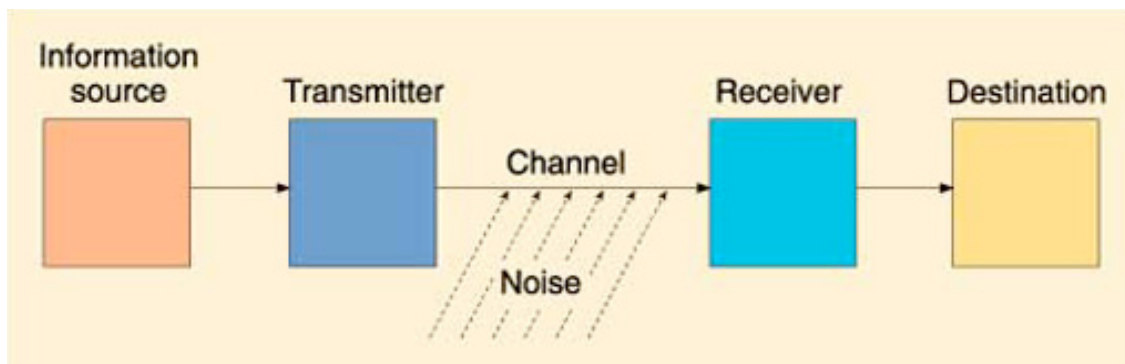 Information
source
Transmitter
Receiver
Destination
Channel
Noise